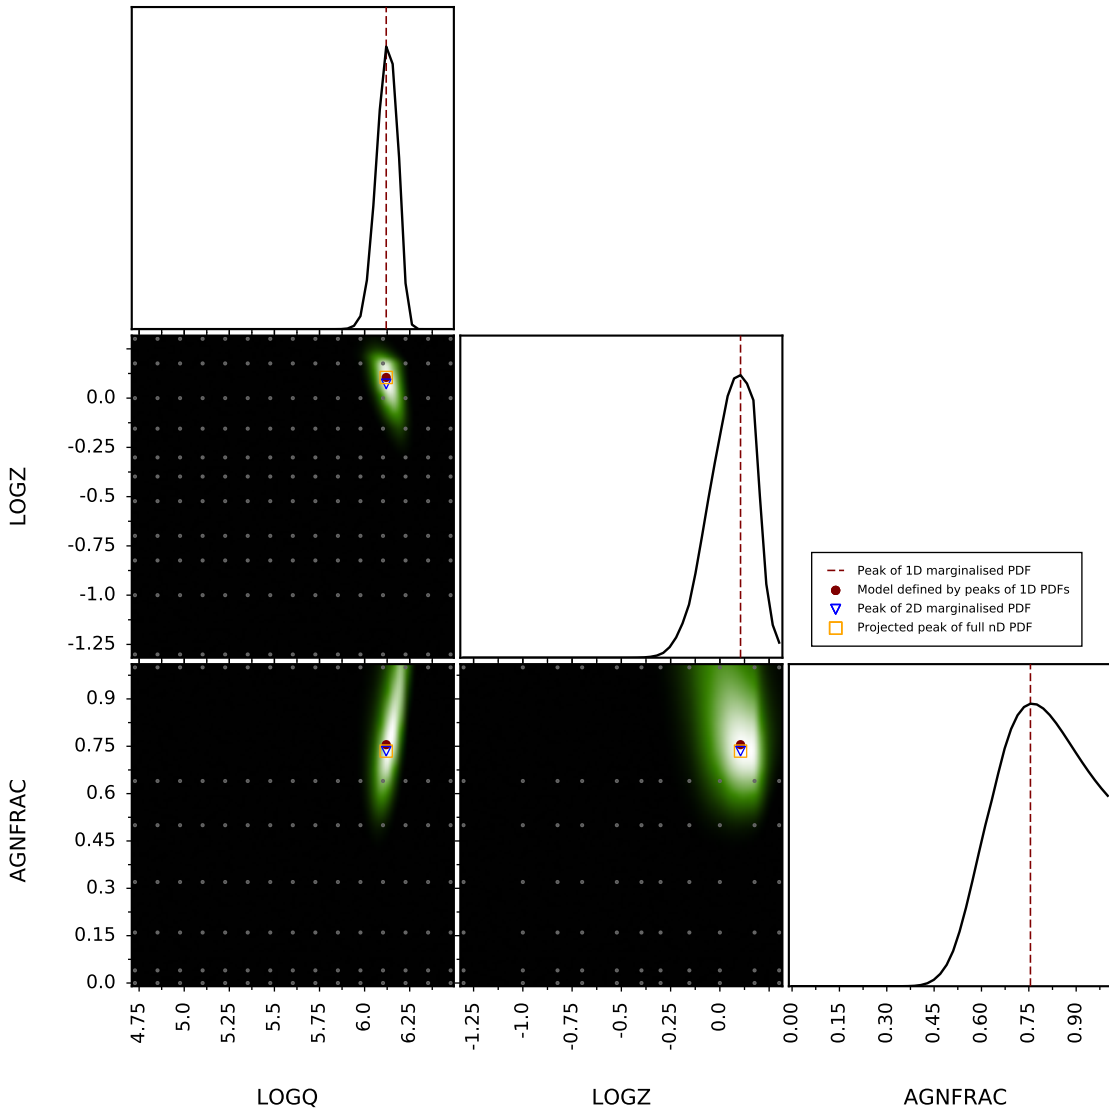 0.0
-0.25
-0.5
-0.75
-1.0
-1.25
LOGZ
Peak of 1D marginalised PDF
Model defined by peaks of 1D PDFs
Peak of 2D marginalised PDF
Projected peak of full nD PDF
0.9
0.75
0.6
0.45
0.3
0.15
0.0
AGNFRAC
4.75 5.0 5.25 5.5 5.75 6.0 6.25
-1.25 -1.0 -0.75 -0.5 -0.25 0.0
0.00 0.15 0.30 0.45 0.60 0.75 0.90
LOGQ LOGZ AGNFRAC